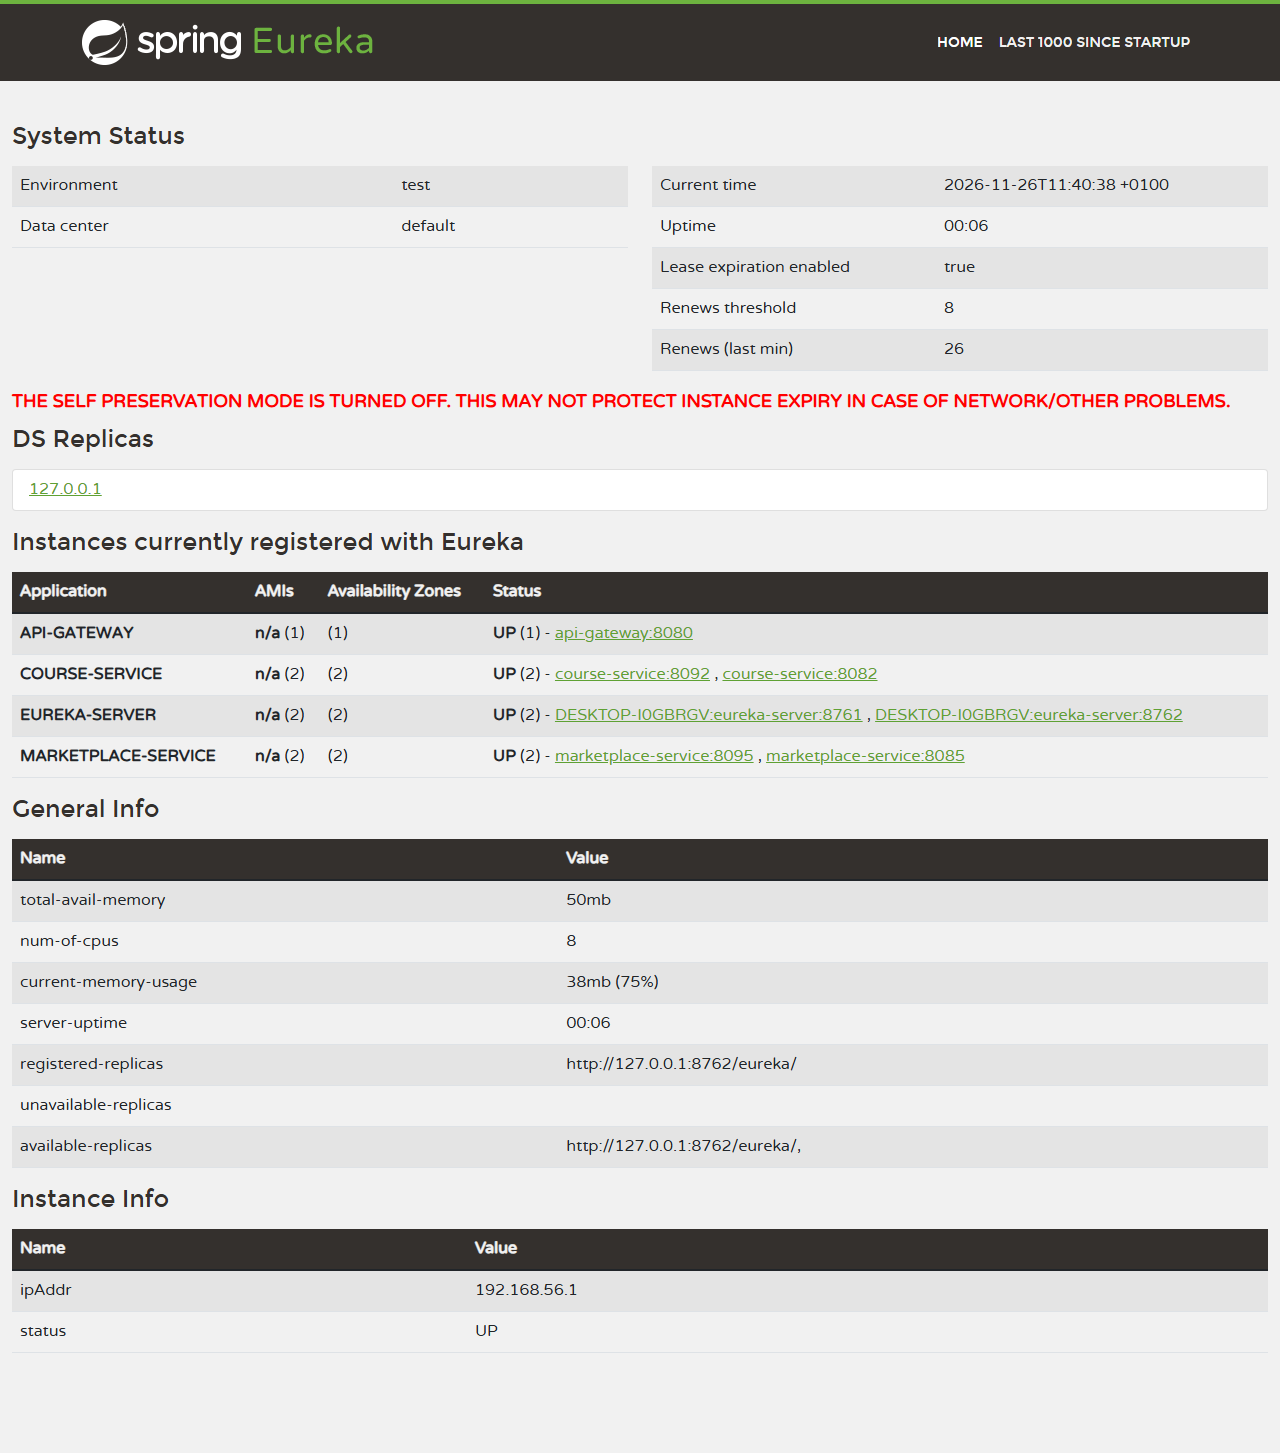 spring Eureka
HOME LAST 1000 SINCE STARTUP
System Status
Environment test
Data center default
Current time 2026-11-26T11:40:38 +0100
Uptime 00:06
Lease expiration enabled true
Renews threshold 8
Renews (last min) 26
THE SELF PRESERVATION MODE IS TURNED OFF. THIS MAY NOT PROTECT INSTANCE EXPIRY IN CASE OF NETWORK/OTHER PROBLEMS.
DS Replicas
127.0.0.1
Instances currently registered with Eureka
Application AMIs Availability Zones Status
API-GATEWAY n/a (1) (1) UP (1) - api-gateway:8080
COURSE-SERVICE n/a (2) (2) UP (2) - course-service:8092 , course-service:8082
EUREKA-SERVER n/a (2) (2) UP (2) - DESKTOP-I0GBRGV:eureka-server:8761 , DESKTOP-I0GBRGV:eureka-server:8762
MARKETPLACE-SERVICE n/a (2) (2) UP (2) - marketplace-service:8095 , marketplace-service:8085
General Info
Name Value
total-avail-memory 50mb
num-of-cpus 8
current-memory-usage 38mb (75%)
server-uptime 00:06
registered-replicas http://127.0.0.1:8762/eureka/
unavailable-replicas
available-replicas http://127.0.0.1:8762/eureka/,
Instance Info
Name Value
ipAddr 192.168.56.1
status UP